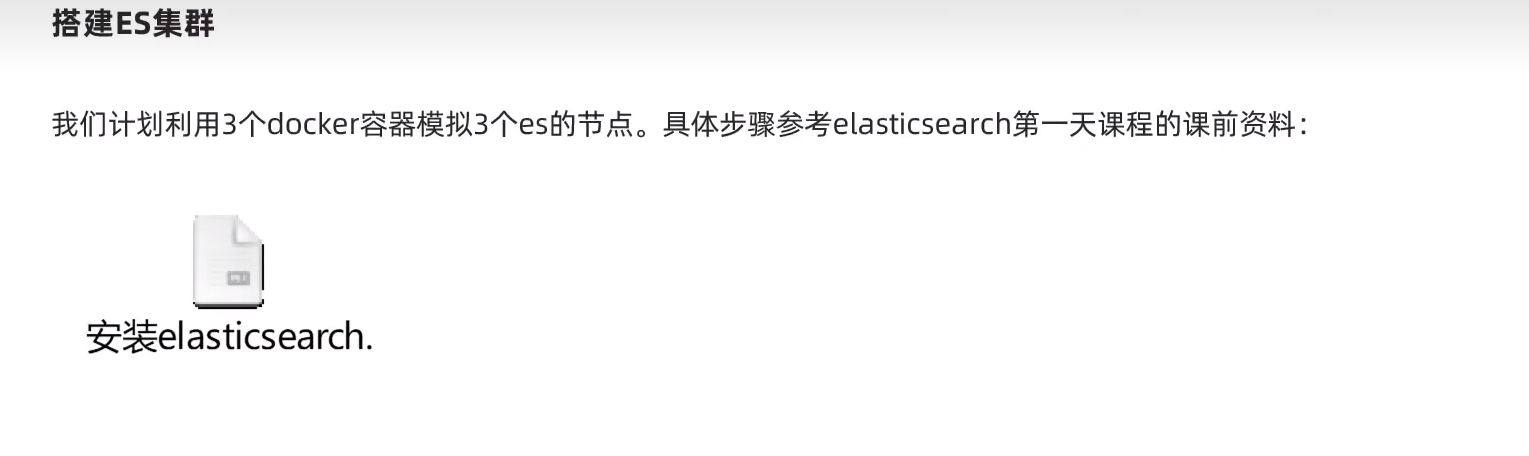 搭建ES集群
我们计划利用3个docker容器模拟3个es的节点。具体步骤参考elasticsearch第一天课程的课前资料：
安装elasticsearch.